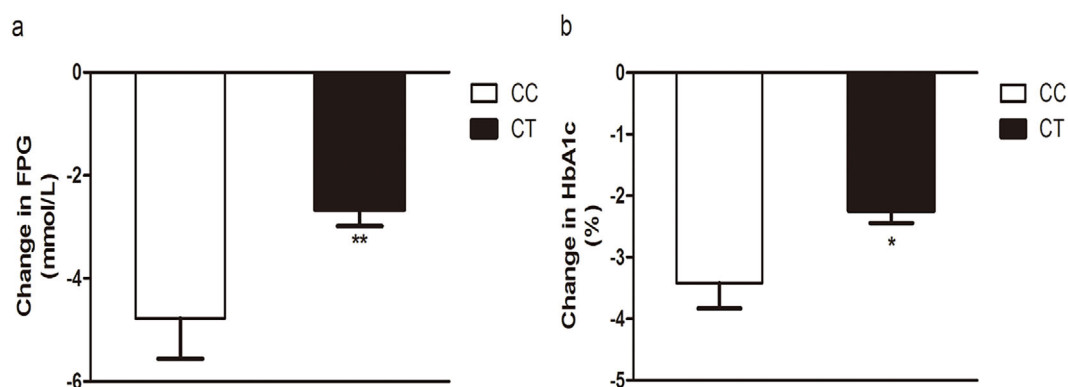 a
0
-2
-4
-6
Change in FPG
(mmol/L)
**
CC
CT
b
0
-1
-2
-3
-4
-5
Change in HbA1c
(%)
*
CC
CT